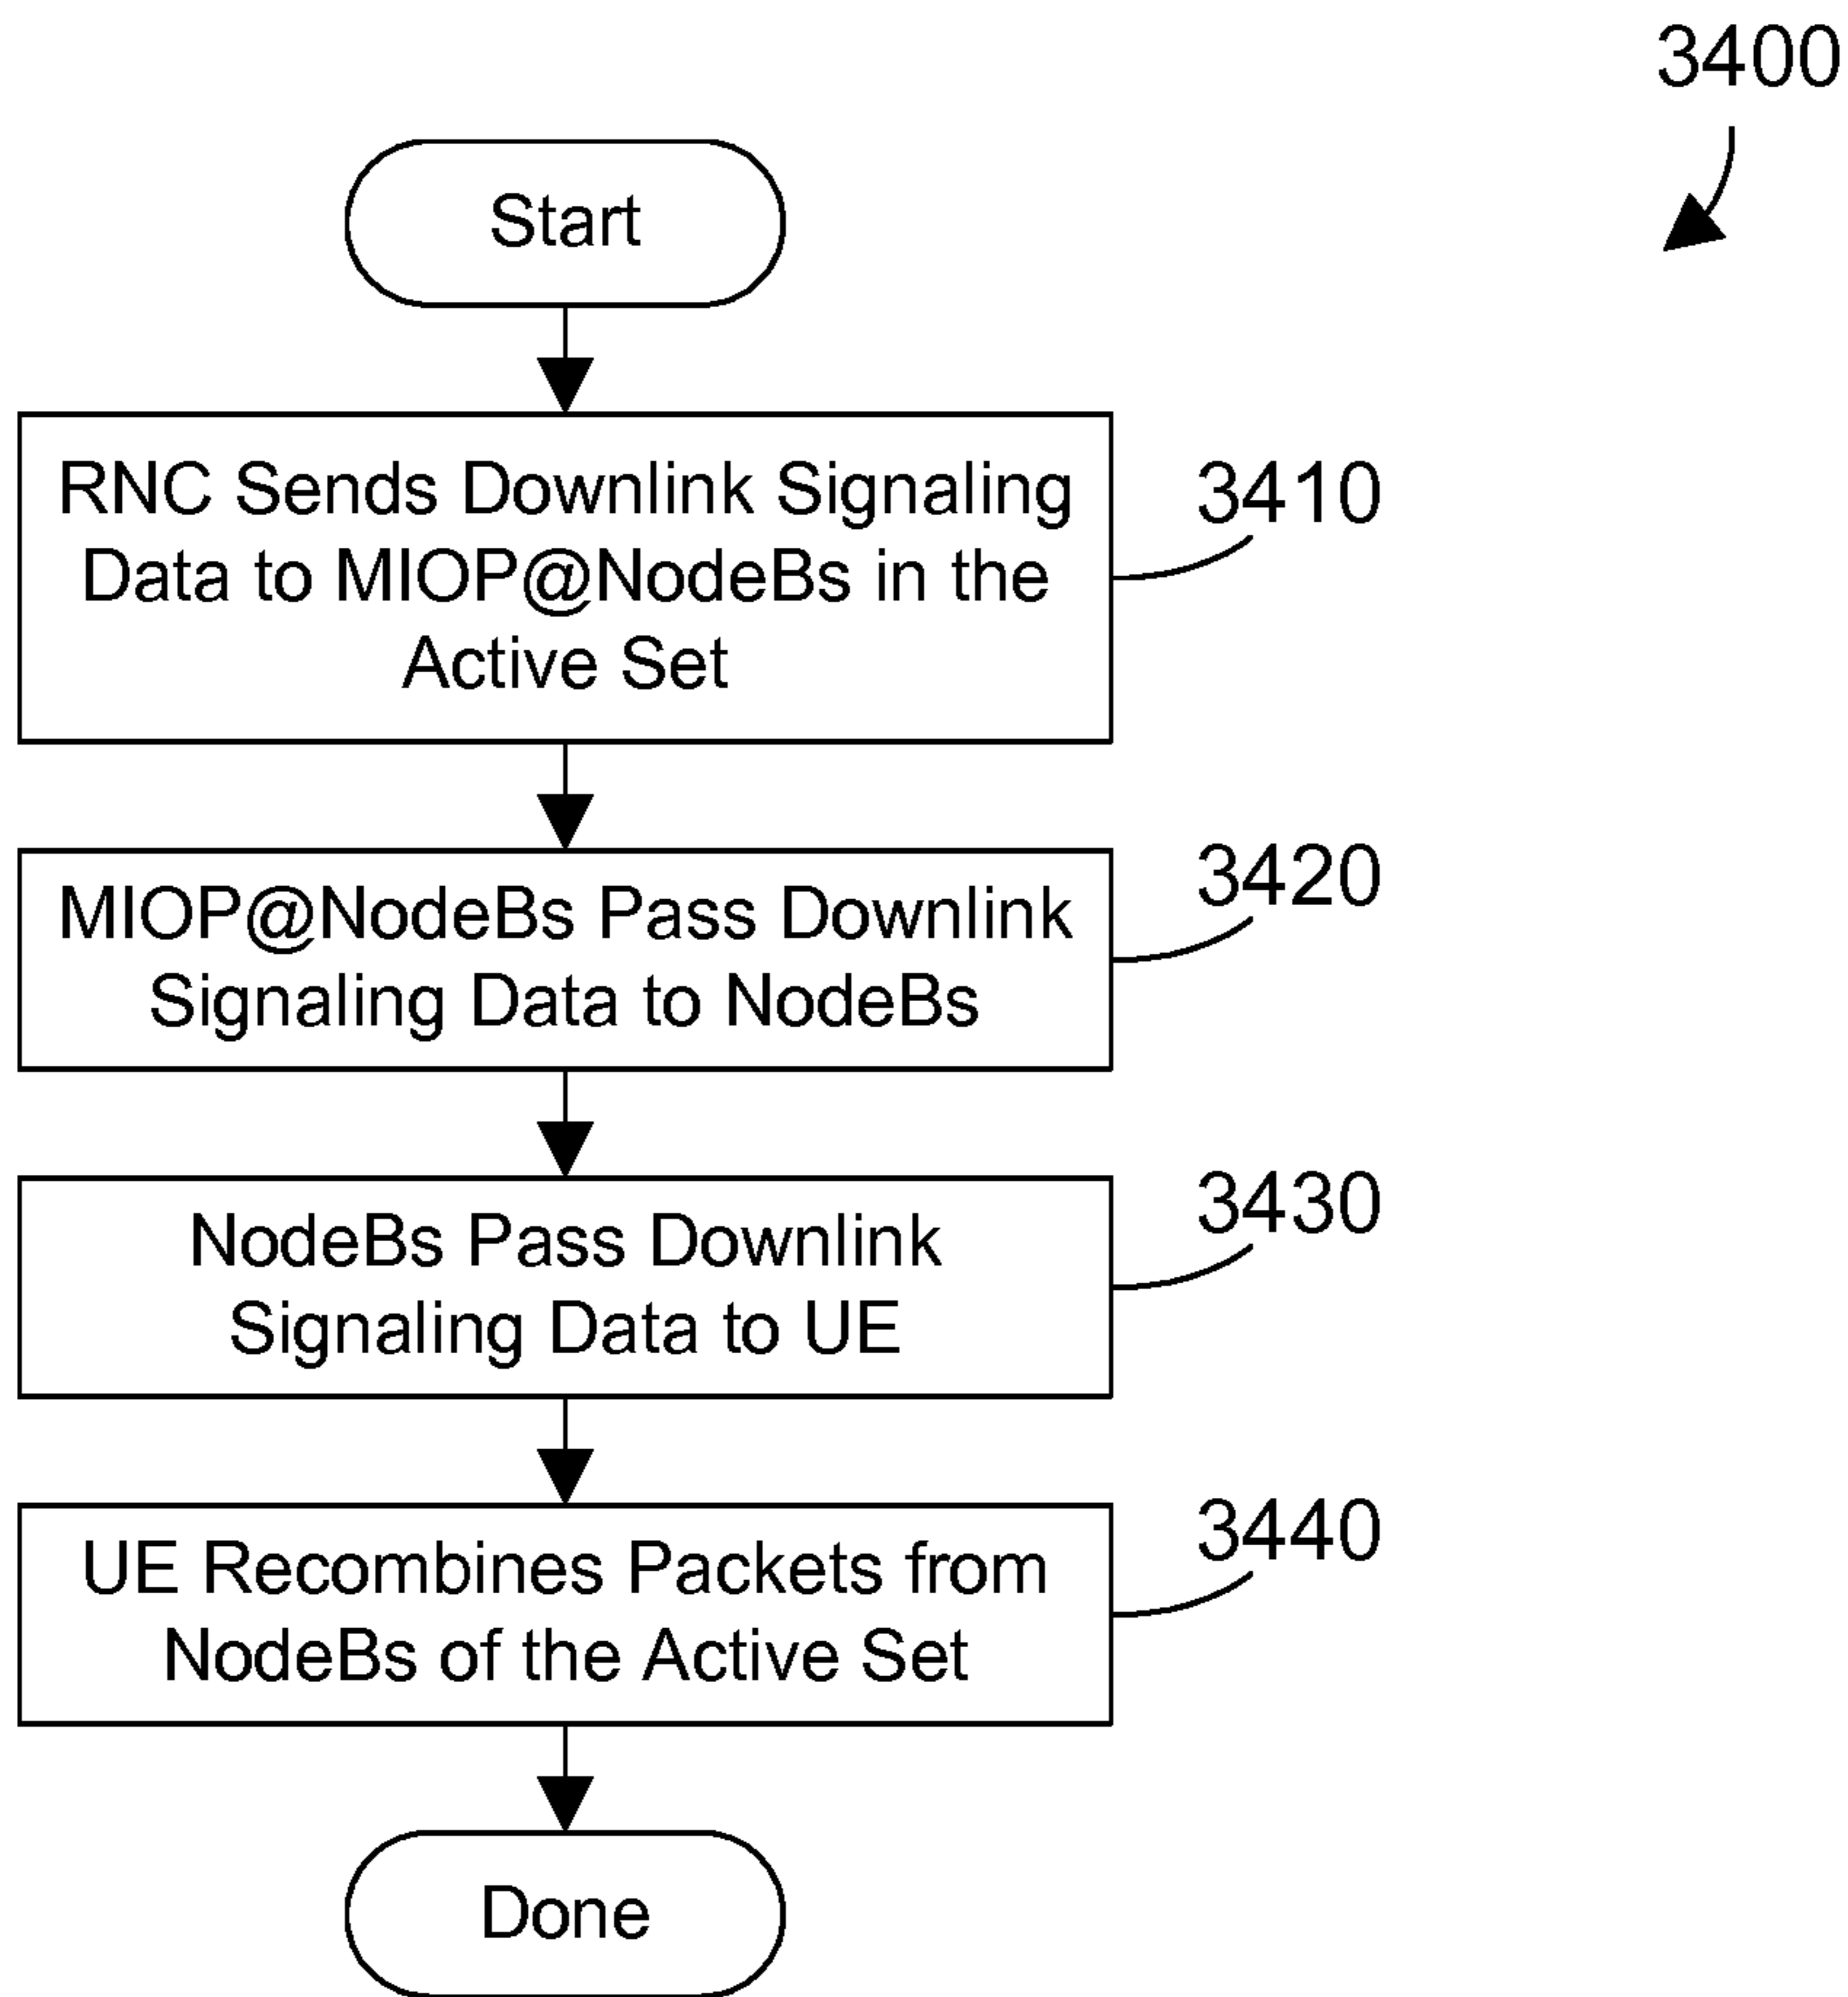 3400
Start
RNC Sends Downlink Signaling
Data to MIOP@NodeBs in the
Active Set
3410
MIOP@NodeBs Pass Downlink
Signaling Data to NodeBs
3420
NodeBs Pass Downlink
Signaling Data to UE
3430
UE Recombines Packets from
NodeBs of the Active Set
3440
Done